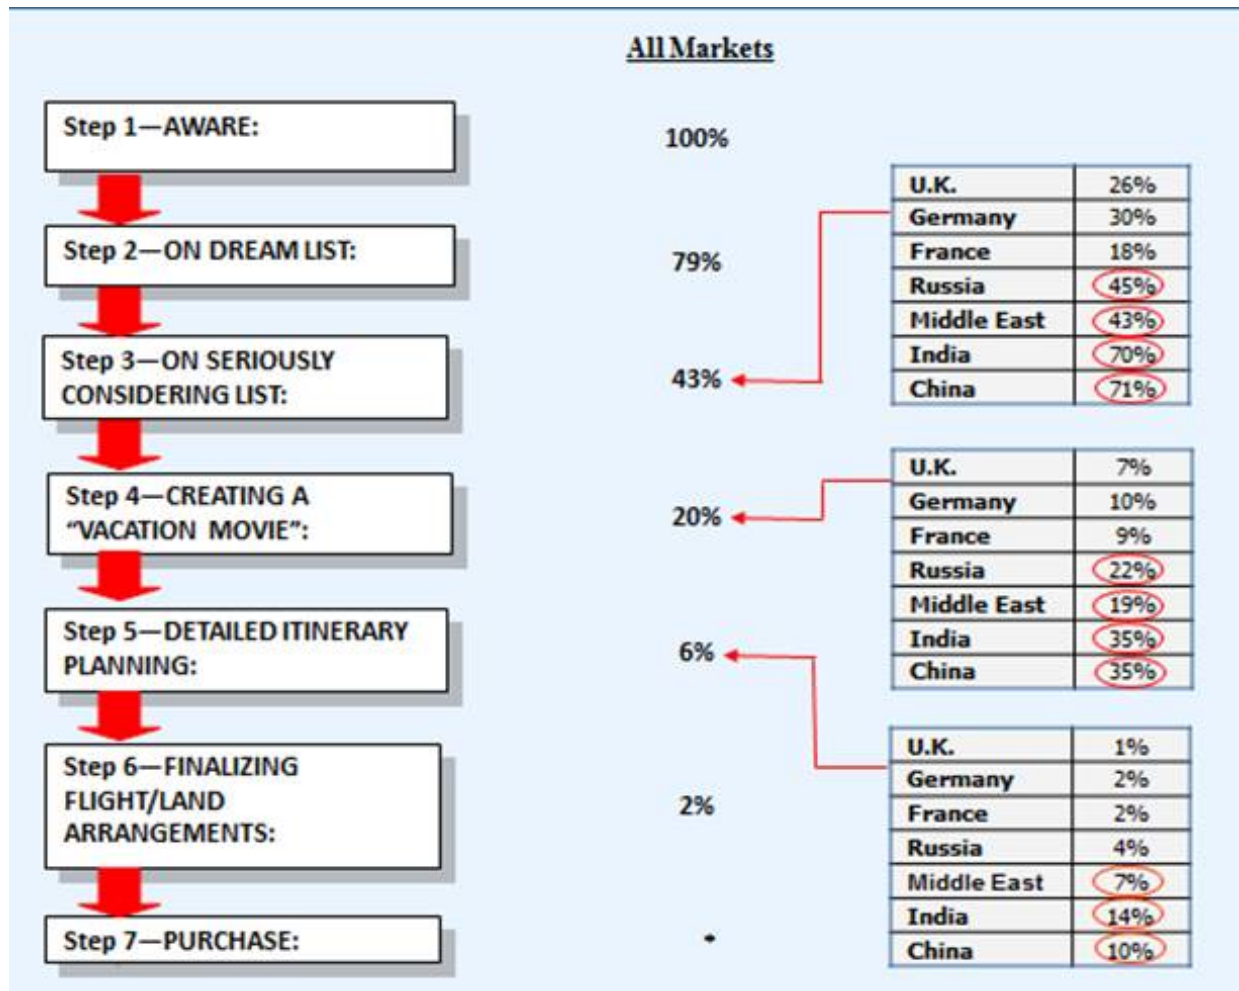 All Markets
Step 1—AWARE:
100%
Step 2—ON DREAM LIST:
79%
Step 3—ON SERIOUSLY
CONSIDERING LIST:
43%
U.K. 26%
Germany 30%
France 18%
Russia 45%
Middle East 43%
India 70%
China 71%
Step 4—CREATING A
“VACATION MOVIE”:
20%
U.K. 7%
Germany 10%
France 9%
Russia 22%
Middle East 19%
India 35%
China 35%
Step 5—DETAILED ITINERARY
PLANNING:
6%
U.K. 1%
Germany 2%
France 2%
Russia 4%
Middle East 7%
India 14%
China 10%
Step 6—FINALIZING
FLIGHT/LAND
ARRANGEMENTS:
2%
Step 7—PURCHASE:
*